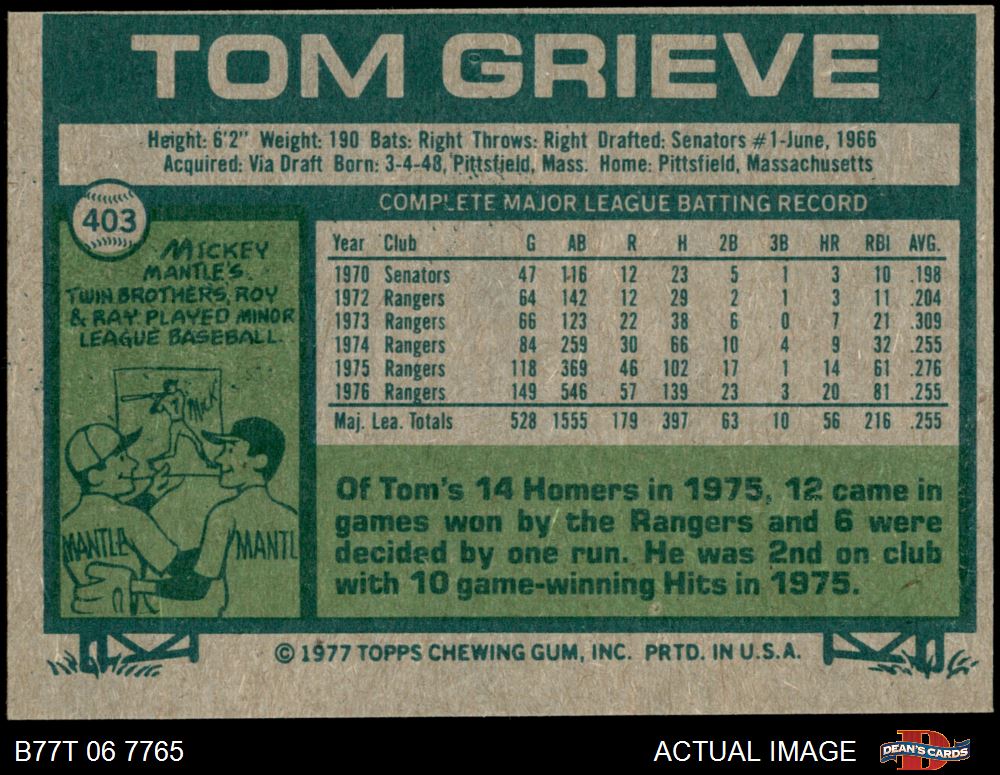 TOM GRIEVE
Height: 6'2" Weight: 190 Bats: Right Throws: Right Drafted: Senators #1-June, 1966
Acquired: Via Draft Born: 3-4-48, Pittsfield, Mass. Home: Pittsfield, Massachusetts
403
MICKEY
MANTLE'S
TWIN BROTHERS, ROY
& RAY PLAYED MINOR
LEAGUE BASEBALL.
Mick
MANTLE
MANTL
COMPLETE MAJOR LEAGUE BATTING RECORD
Year Club G AB R H 2B 3B HR RBI AVG.
1970 Senators 47 116 12 23 5 1 3 10 .198
1972 Rangers 64 142 12 29 2 1 3 11 .204
1973 Rangers 66 123 22 38 6 0 7 21 .309
1974 Rangers 84 259 30 66 10 4 9 32 .255
1975 Rangers 118 369 46 102 17 1 14 61 .276
1976 Rangers 149 546 57 139 23 3 20 81 .255
Maj. Lea. Totals 528 1555 179 397 63 10 56 216 .255
Of Tom's 14 Homers in 1975, 12 came in
games won by the Rangers and 6 were
decided by one run. He was 2nd on club
with 10 game-winning Hits in 1975.
© 1977 TOPPS CHEWING GUM, INC. PRTD. IN U.S.A.
B77T 06 7765
ACTUAL IMAGE
D
DEAN'S CARDS